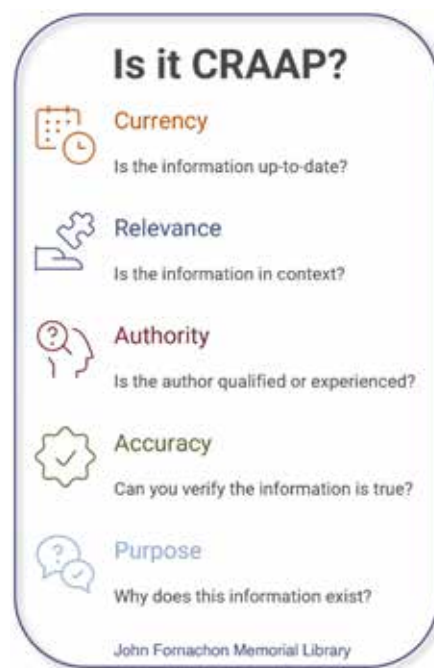 Is it CRAAP?
Currency
Is the information up-to-date?
Relevance
Is the information in context?
Authority
Is the author qualified or experienced?
Accuracy
Can you verify the information is true?
Purpose
Why does this information exist?
John Fornachon Memorial Library